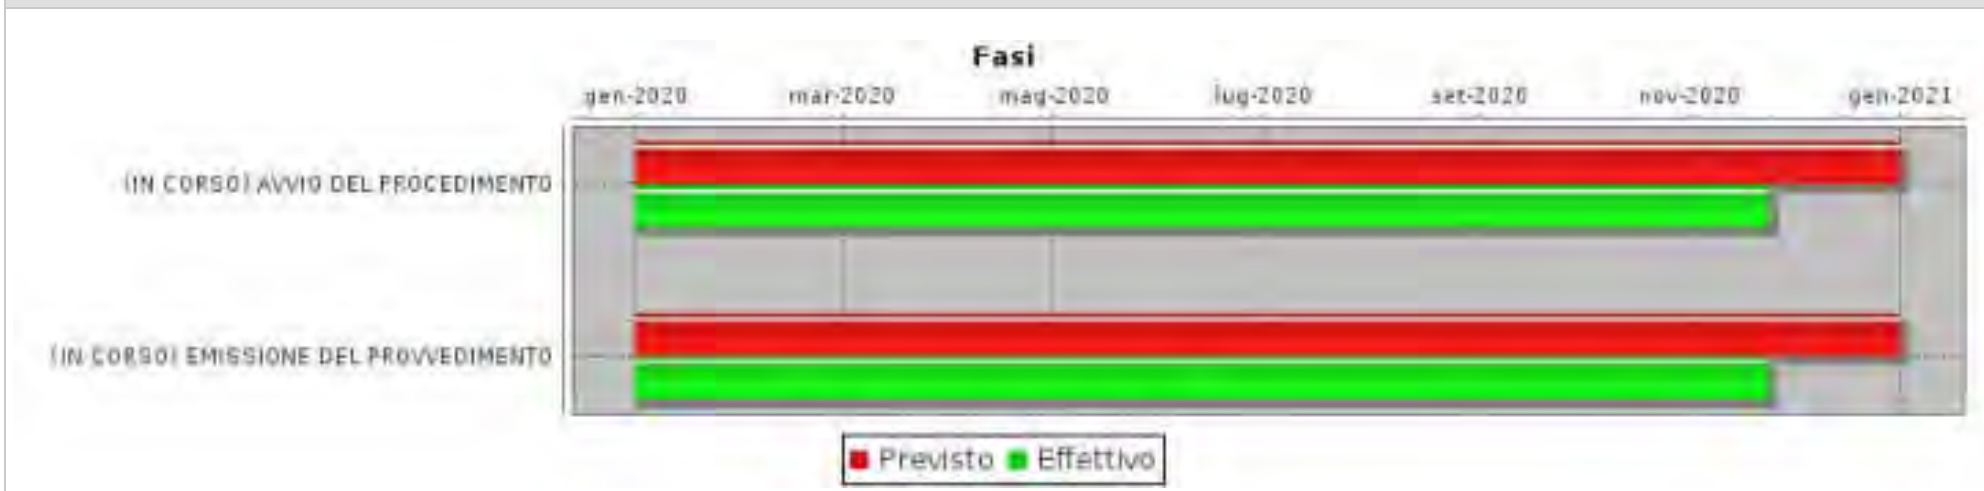 Fasi
gen-2020 mar-2020 mag-2020 lug-2020 set-2020 nov-2020 gen-2021
(IN CORSO) AVVIO DEL PROCEDIMENTO
(IN CORSO) EMISSIONE DEL PROVVEDIMENTO
Previsto Effettivo